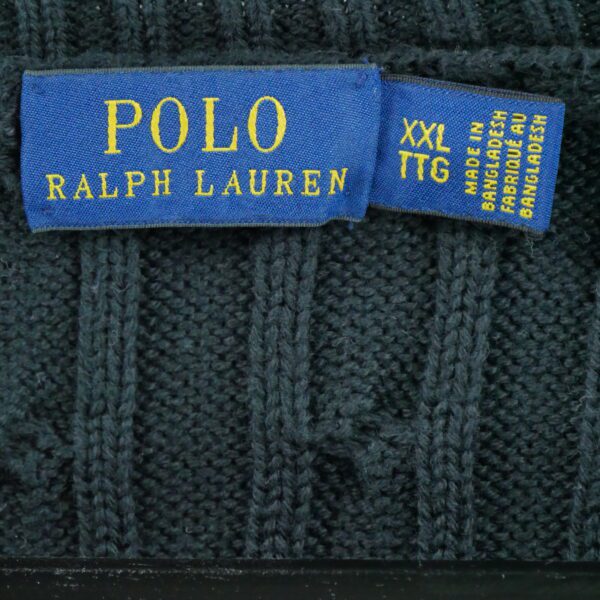 POLO
RALPH LAUREN
XXL
TTG
MADE IN
BANGLADESH
FABRIQUÉ AU
BANGLADESH